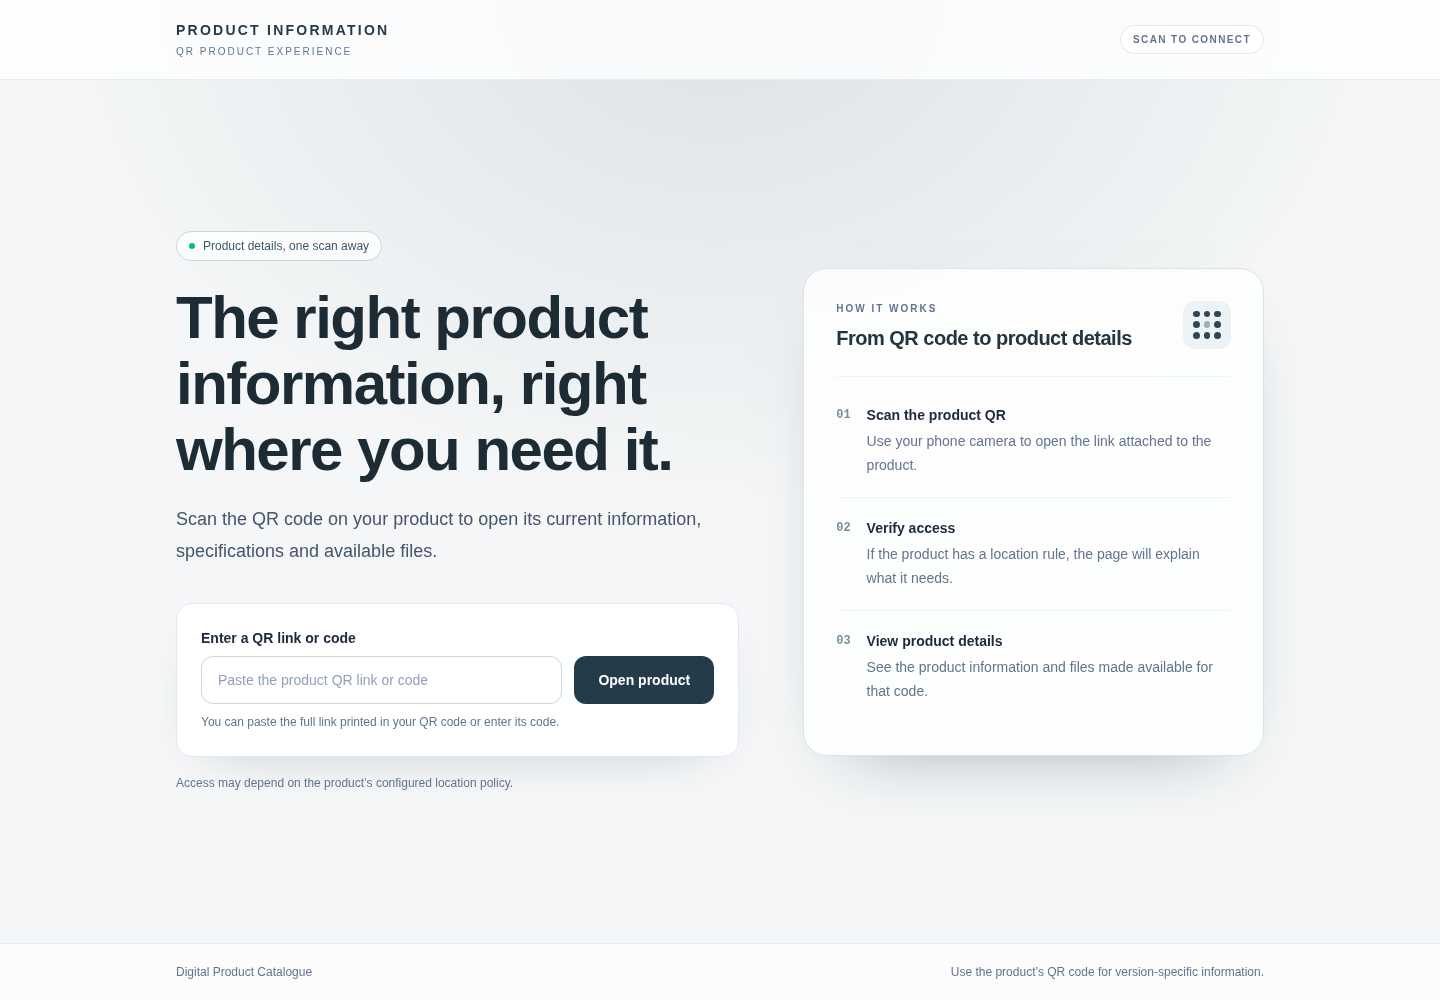 PRODUCT INFORMATION
QR PRODUCT EXPERIENCE
SCAN TO CONNECT
Product details, one scan away
The right product
information, right
where you need it.
Scan the QR code on your product to open its current information,
specifications and available files.
Enter a QR link or code
Paste the product QR link or code
Open product
You can paste the full link printed in your QR code or enter its code.
Access may depend on the product's configured location policy.
HOW IT WORKS
From QR code to product details
01
Scan the product QR
Use your phone camera to open the link attached to the
product.
02
Verify access
If the product has a location rule, the page will explain
what it needs.
03
View product details
See the product information and files made available for
that code.
Digital Product Catalogue
Use the product's QR code for version-specific information.